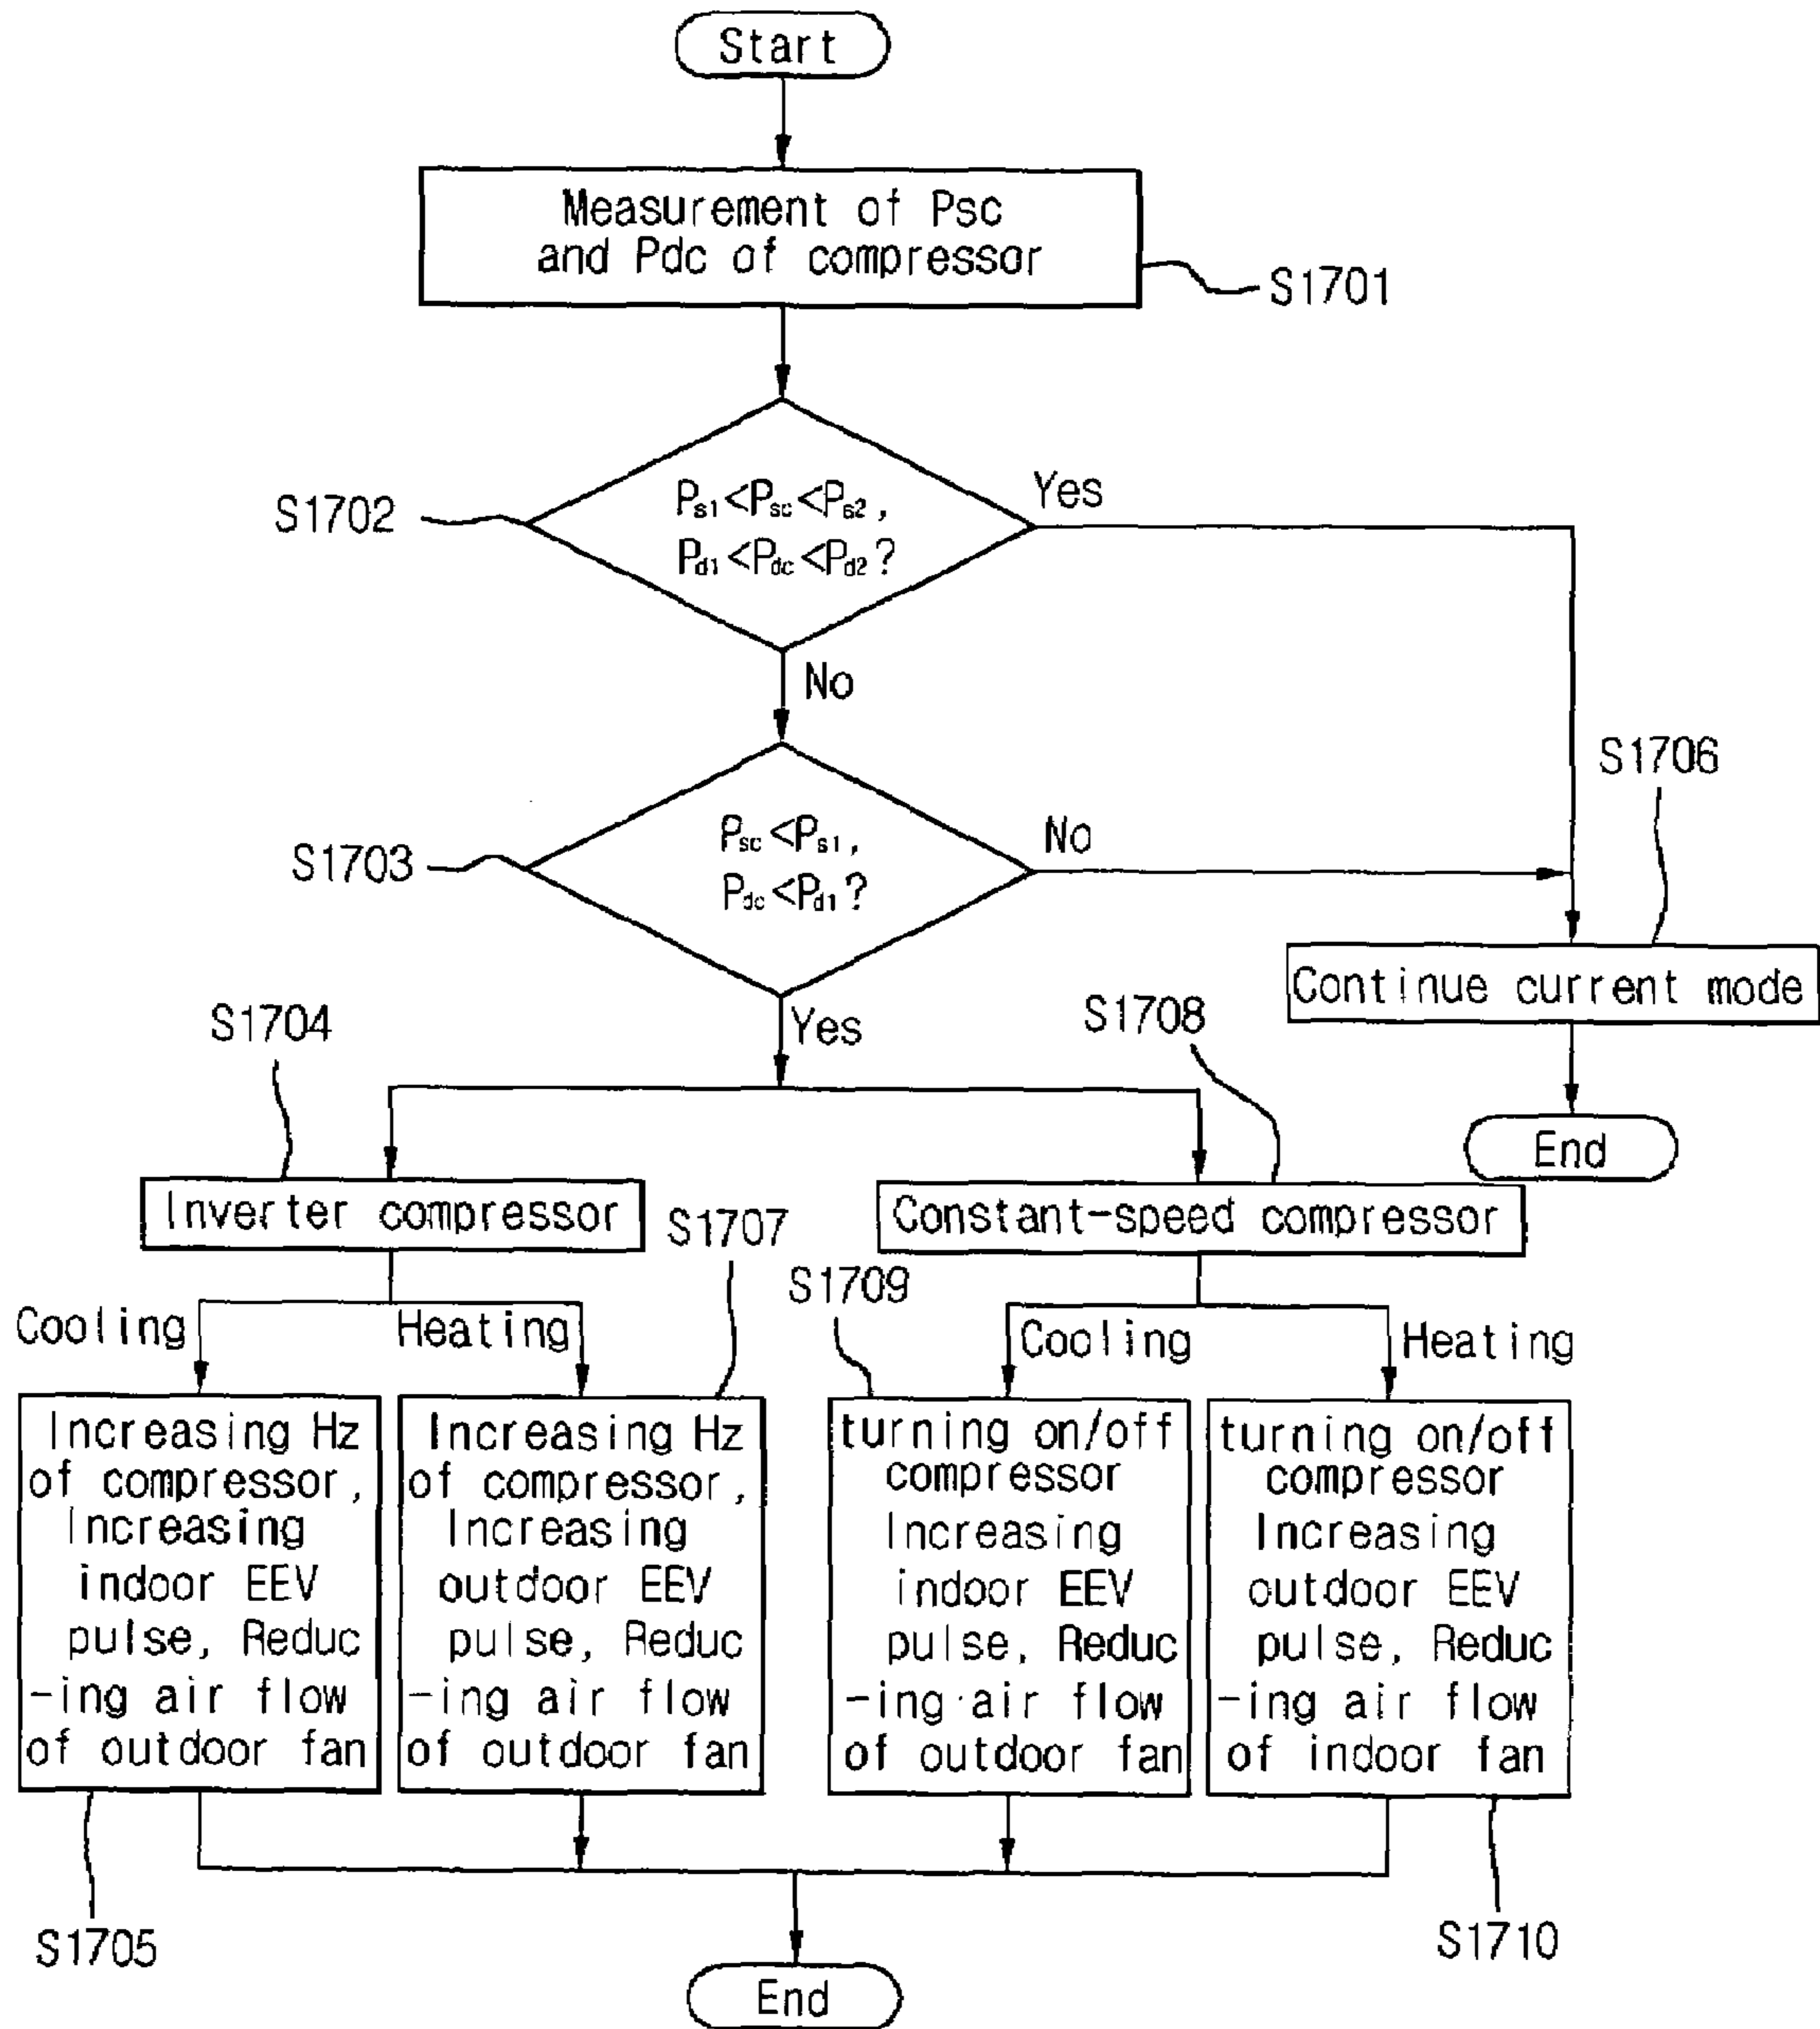 Start
Measurement of Psc
and Pdc of compressor
S1701
Ps1<Psc<Ps2,
Pd1<Pdc<Pd2?
S1702
Yes
No
Psc<Ps1,
Pdc<Pd1?
S1703
No
S1706
Continue current mode
End
Yes
S1704
S1708
Inverter compressor
Constant-speed compressor
S1707
S1709
Cooling
Heating
Cooling
Heating
Increasing Hz
of compressor,
Increasing
indoor EEV
pulse, Reduc
-ing air flow
of outdoor fan
Increasing Hz
of compressor,
Increasing
outdoor EEV
pulse, Reduc
-ing air flow
of outdoor fan
turning on/off
compressor
Increasing
indoor EEV
pulse, Reduc
-ing air flow
of outdoor fan
turning on/off
compressor
Increasing
outdoor EEV
pulse, Reduc
-ing air flow
of indoor fan
S1705
S1710
End